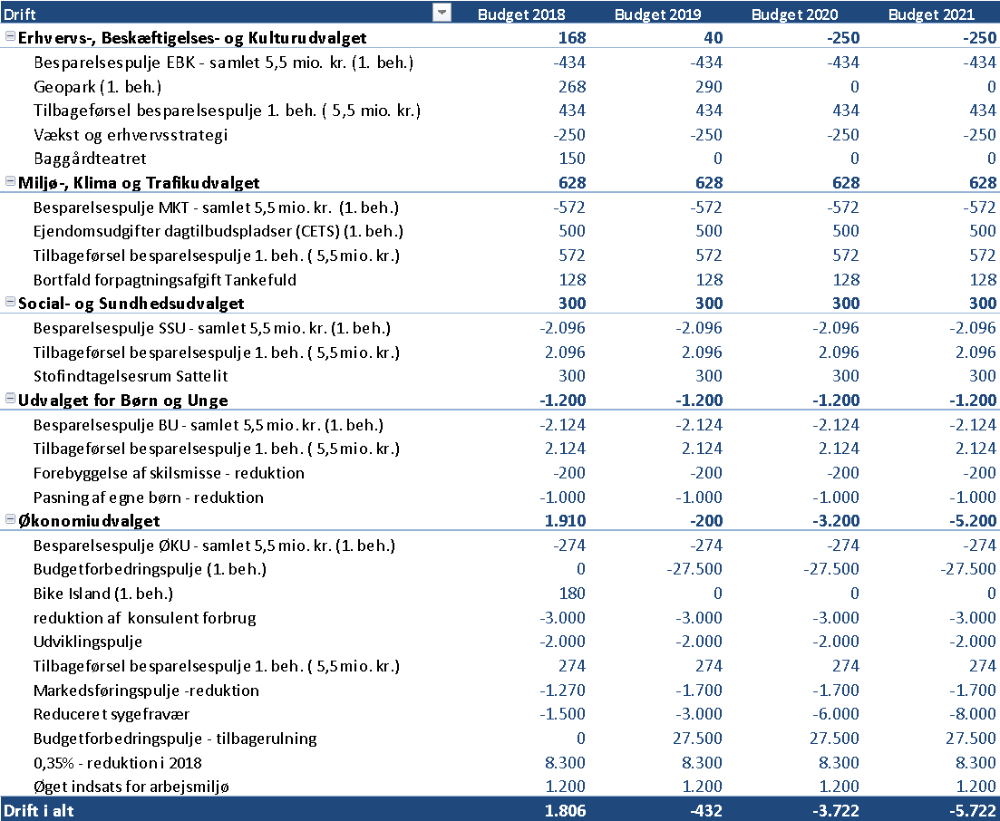 Drift Budget 2018 Budget 2019 Budget 2020 Budget 2021
Erhvervs-, Beskæftigelses- og Kulturudvalget 168 40 -250 -250
Besparelsespulje EBK - samlet 5,5 mio. kr. (1. beh.) -434 -434 -434 -434
Geopark (1. beh.) 268 290 0 0
Tilbageførsel besparelsespulje 1. beh. ( 5,5 mio. kr.) 434 434 434 434
Vækst og erhvervsstrategi -250 -250 -250 -250
Baggårdteatret 150 0 0 0
Miljø-, Klima og Trafikudvalget 628 628 628 628
Besparelsespulje MKT - samlet 5,5 mio. kr. (1. beh.) -572 -572 -572 -572
Ejendomsudgifter dagtilbudspladser (CETS) (1. beh.) 500 500 500 500
Tilbageførsel besparelsespulje 1. beh. ( 5,5 mio. kr.) 572 572 572 572
Bortfald forpagtningsafgift Tankefuld 128 128 128 128
Social- og Sundhedsudvalget 300 300 300 300
Besparelsespulje SSU - samlet 5,5 mio. kr. (1. beh.) -2.096 -2.096 -2.096 -2.096
Tilbageførsel besparelsespulje 1. beh. ( 5,5 mio. kr.) 2.096 2.096 2.096 2.096
Stofindtagelsesrum Sattelit 300 300 300 300
Udvalget for Børn og Unge -1.200 -1.200 -1.200 -1.200
Besparelsespulje BU - samlet 5,5 mio. kr. (1. beh.) -2.124 -2.124 -2.124 -2.124
Tilbageførsel besparelsespulje 1. beh. ( 5,5 mio. kr.) 2.124 2.124 2.124 2.124
Forebyggelse af skilsmisse - reduktion -200 -200 -200 -200
Pasning af egne børn - reduktion -1.000 -1.000 -1.000 -1.000
Økonomiudvalget 1.910 -200 -3.200 -5.200
Besparelsespulje ØKU - samlet 5,5 mio. kr. (1. beh.) -274 -274 -274 -274
Budgetforbedringspulje (1. beh.) 0 -27.500 -27.500 -27.500
Bike Island (1. beh.) 180 0 0 0
reduktion af konsulent forbrug -3.000 -3.000 -3.000 -3.000
Udviklingspulje -2.000 -2.000 -2.000 -2.000
Tilbageførsel besparelsespulje 1. beh. ( 5,5 mio. kr.) 274 274 274 274
Markedsføringspulje -reduktion -1.270 -1.700 -1.700 -1.700
Reduceret sygefravær -1.500 -3.000 -6.000 -8.000
Budgetforbedringspulje - tilbagerulning 0 27.500 27.500 27.500
0,35% - reduktion i 2018 8.300 8.300 8.300 8.300
Øget indsats for arbejsmiljø 1.200 1.200 1.200 1.200
Drift i alt 1.806 -432 -3.722 -5.722